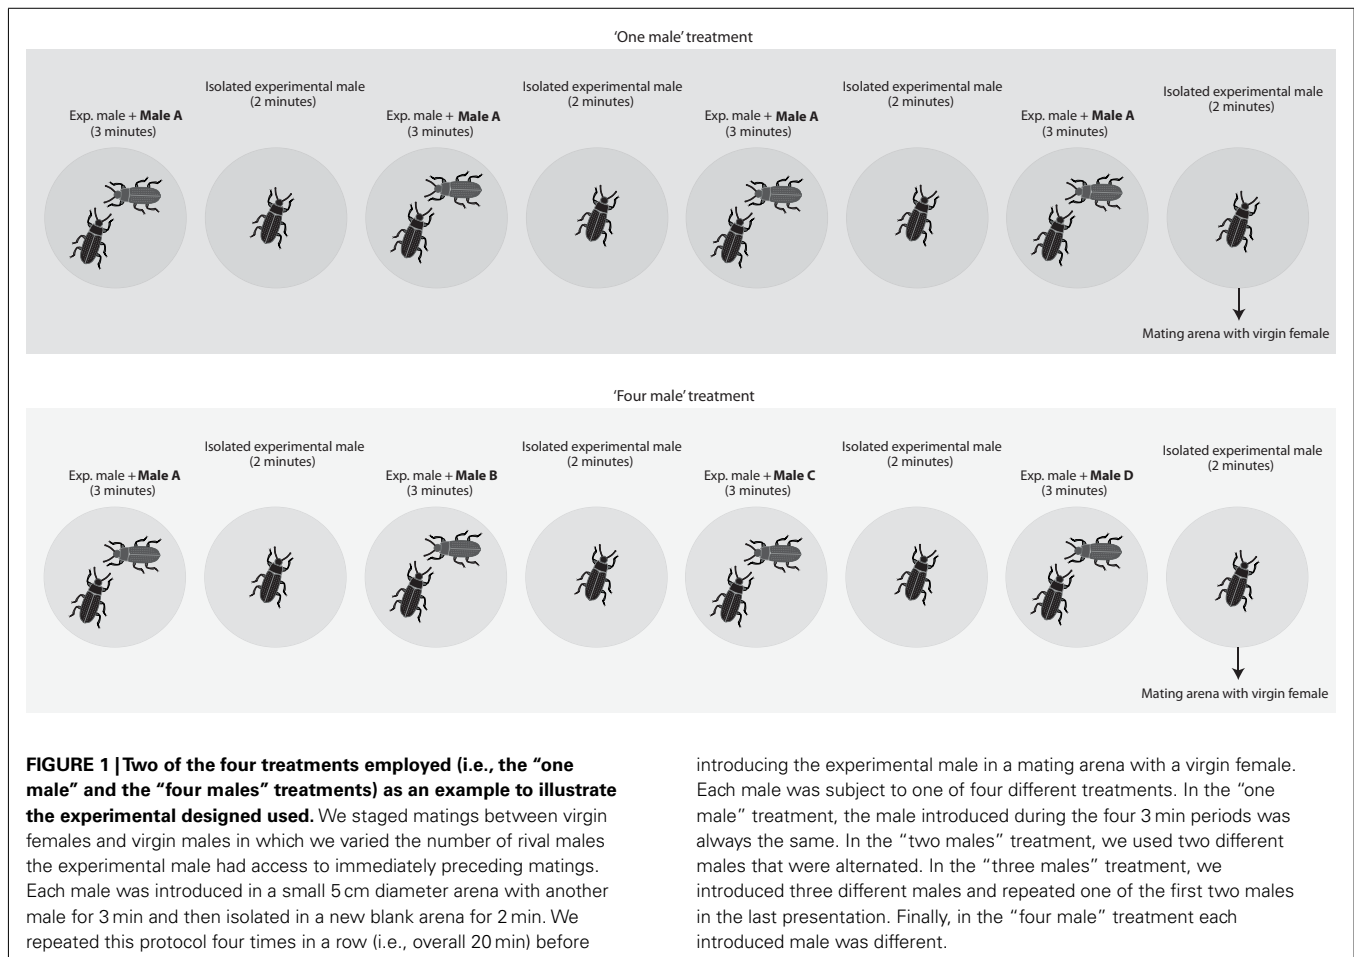 'One male' treatment
Isolated experimental male
(2 minutes)
Isolated experimental male
(2 minutes)
Isolated experimental male
(2 minutes)
Isolated experimental male
(2 minutes)
Exp. male + Male A
(3 minutes)
Exp. male + Male A
(3 minutes)
Exp. male + Male A
(3 minutes)
Exp. male + Male A
(3 minutes)
Mating arena with virgin female
'Four male' treatment
Isolated experimental male
(2 minutes)
Isolated experimental male
(2 minutes)
Isolated experimental male
(2 minutes)
Isolated experimental male
(2 minutes)
Exp. male + Male A
(3 minutes)
Exp. male + Male B
(3 minutes)
Exp. male + Male C
(3 minutes)
Exp. male + Male D
(3 minutes)
Mating arena with virgin female
FIGURE 1 | Two of the four treatments employed (i.e., the “one
male” and the “four males” treatments) as an example to illustrate
the experimental designed used. We staged matings between virgin
females and virgin males in which we varied the number of rival males
the experimental male had access to immediately preceding matings.
Each male was introduced in a small 5 cm diameter arena with another
male for 3 min and then isolated in a new blank arena for 2 min. We
repeated this protocol four times in a row (i.e., overall 20 min) before
introducing the experimental male in a mating arena with a virgin female.
Each male was subject to one of four different treatments. In the “one
male” treatment, the male introduced during the four 3 min periods was
always the same. In the “two males” treatment, we used two different
males that were alternated. In the “three males” treatment, we
introduced three different males and repeated one of the first two males
in the last presentation. Finally, in the “four male” treatment each
introduced male was different.